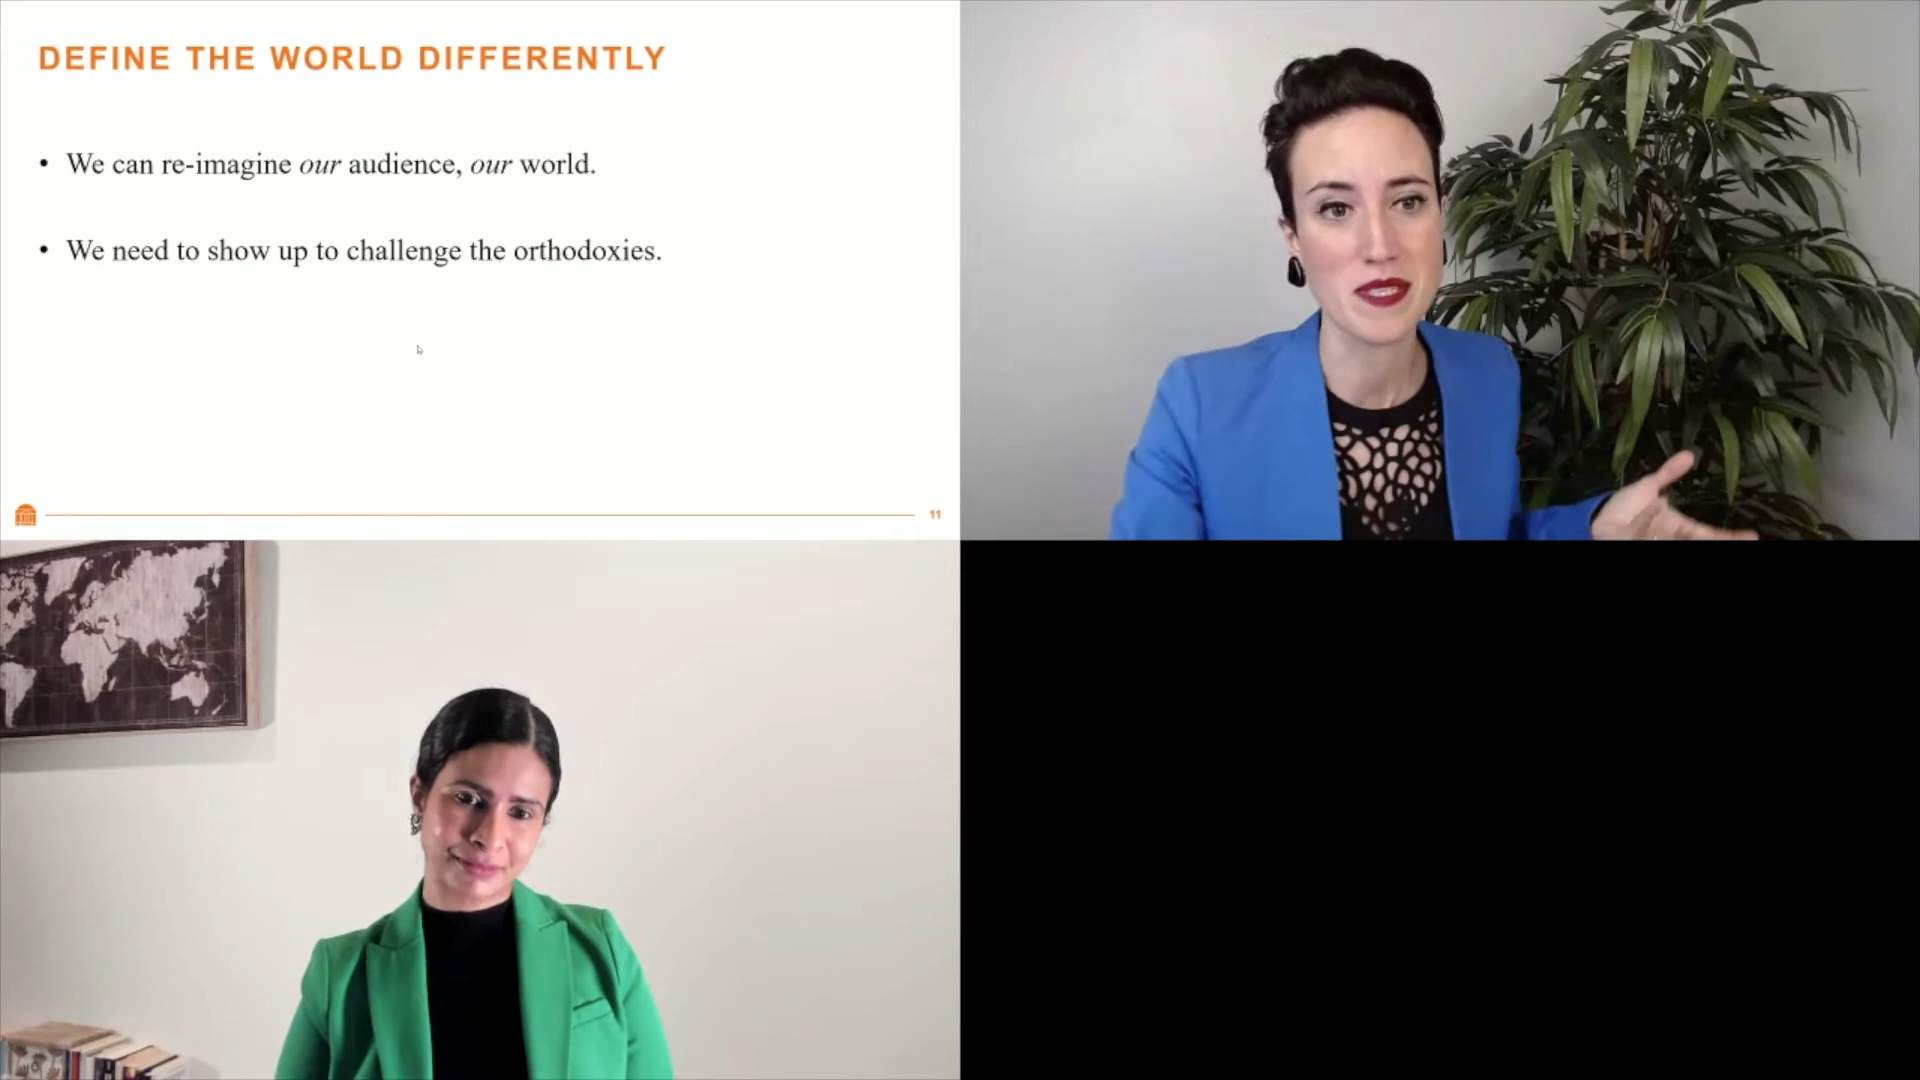 DEFINE THE WORLD DIFFERENTLY
• We can re-imagine our audience, our world.
• We need to show up to challenge the orthodoxies.
11